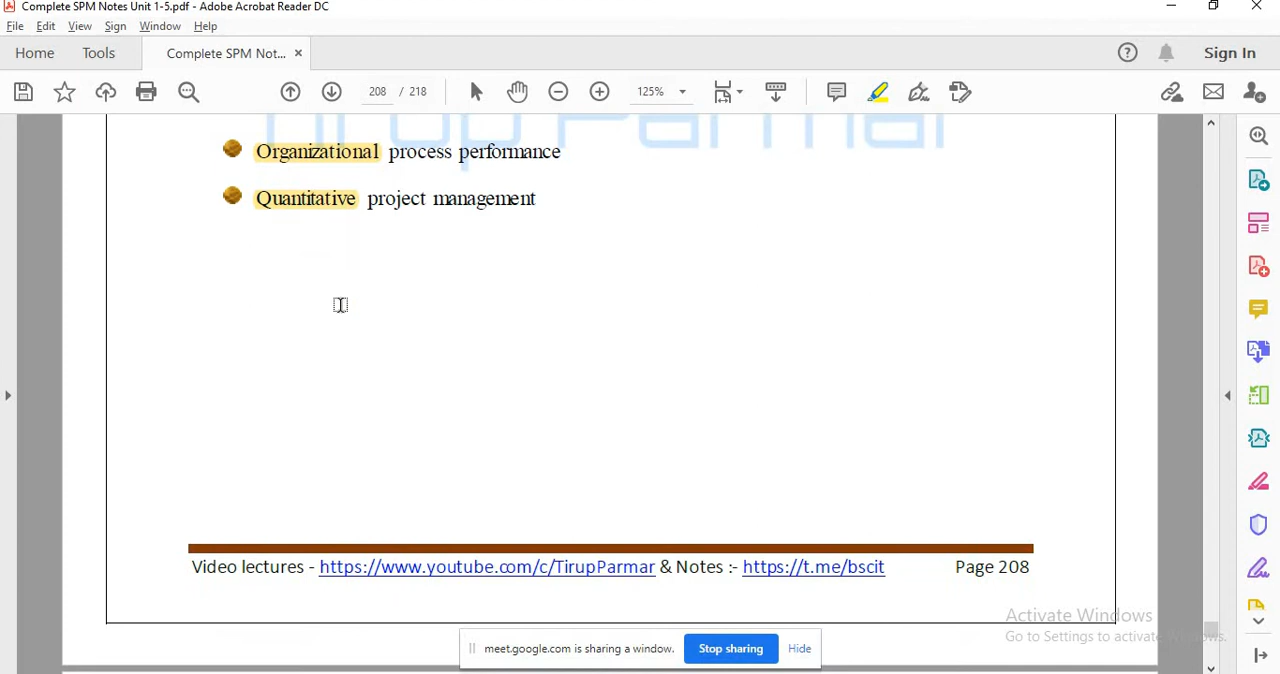 Complete SPM Notes Unit 1-5.pdf - Adobe Acrobat Reader DC
File Edit View Sign Window Help
Home Tools Complete SPM Not... × Sign In
208 / 218 125%
Tirup Parmar
Organizational process performance
Quantitative project management
Video lectures - https://www.youtube.com/c/TirupParmar & Notes :- https://t.me/bscit Page 208
Activate Windows
Go to Settings to activate Windows.
meet.google.com is sharing a window. Stop sharing Hide